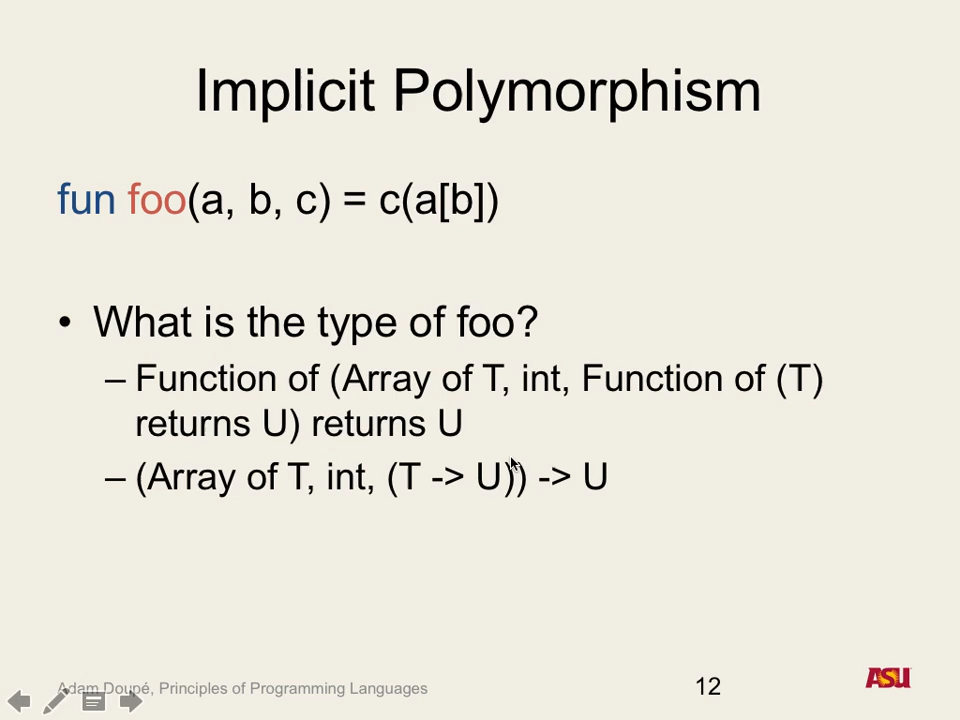 Implicit Polymorphism
fun foo(a, b, c) = c(a[b])
• What is the type of foo?
– Function of (Array of T, int, Function of (T)
returns U) returns U
– (Array of T, int, (T -> U)) -> U
Adam Doupé, Principles of Programming Languages
12
ASU